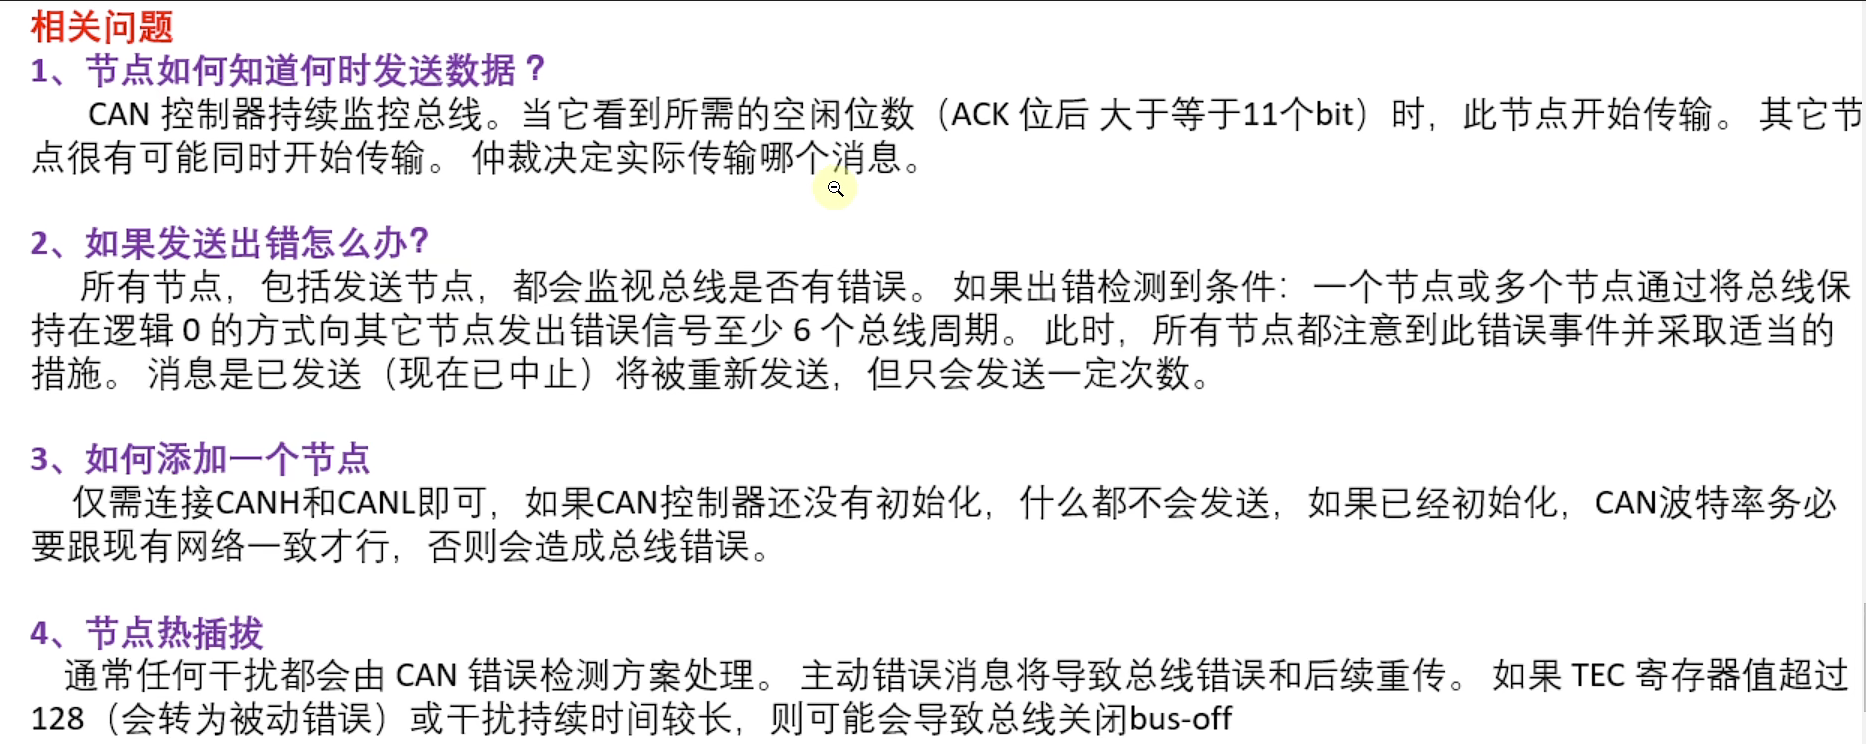 相关问题
1、节点如何知道何时发送数据？
CAN 控制器持续监控总线。当它看到所需的空闲位数（ACK 位后 大于等于11个bit）时，此节点开始传输。 其它节
点很有可能同时开始传输。 仲裁决定实际传输哪个消息。
2、如果发送出错怎么办?
所有节点，包括发送节点，都会监视总线是否有错误。 如果出错检测到条件：一个节点或多个节点通过将总线保
持在逻辑 0 的方式向其它节点发出错误信号至少 6 个总线周期。 此时，所有节点都注意到此错误事件并采取适当的
措施。 消息是已发送（现在已中止）将被重新发送，但只会发送一定次数。
3、如何添加一个节点
仅需连接CANH和CANL即可，如果CAN控制器还没有初始化，什么都不会发送，如果已经初始化，CAN波特率务必
要跟现有网络一致才行，否则会造成总线错误。
4、节点热插拔
通常任何干扰都会由 CAN 错误检测方案处理。 主动错误消息将导致总线错误和后续重传。 如果 TEC 寄存器值超过
128（会转为被动错误）或干扰持续时间较长，则可能会导致总线关闭bus-off